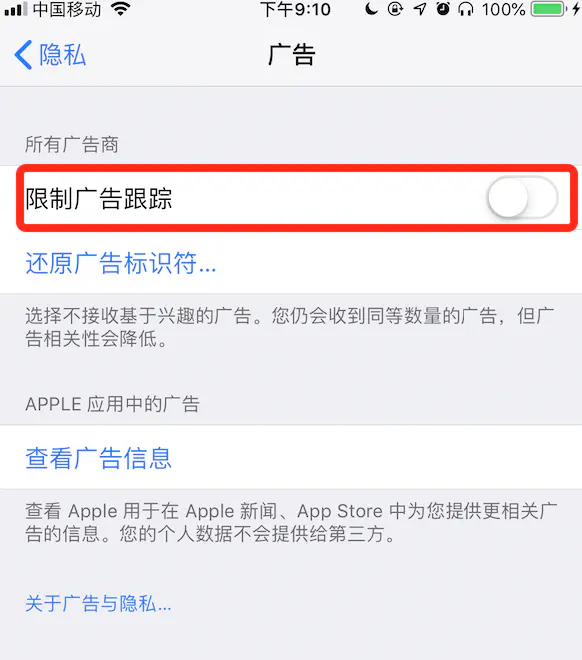 中国移动 下午9:10 100%
隐私 广告
所有广告商
限制广告跟踪
还原广告标识符...
选择不接收基于兴趣的广告。您仍会收到同等数量的广告，但广
告相关性会降低。
APPLE 应用中的广告
查看广告信息
查看 Apple 用于在 Apple 新闻、App Store 中为您提供更相关广
告的信息。您的个人数据不会提供给第三方。
关于广告与隐私...